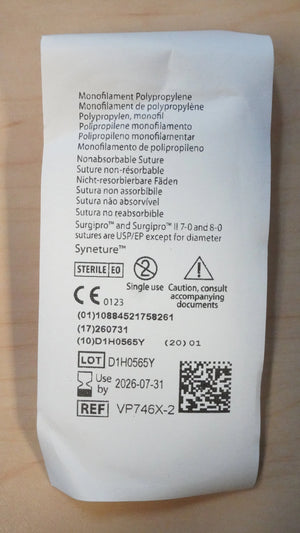 Monofilament Polypropylene
Monofilament de polypropylène
Polypropylen, monofil
Polipropilene monofilamento
Polipropileno monofilamentar
Monofilamento de polipropileno
Nonabsorbable Suture
Suture non-résorbable
Nicht-resorbierbare Fäden
Sutura non assorbibile
Sutura não absorvível
Sutura no reabsorbible
Surgipro™ and Surgipro™ II 7-0 and 8-0
sutures are USP/EP except for diameter
Syneture™
STERILE EO
2
Single use
!
Caution, consult
accompanying
documents
CE 0123
(01)10884521758261
(17)260731
(10)D1H0565Y (20)01
LOT D1H0565Y
Use by 2026-07-31
REF VP746X-2